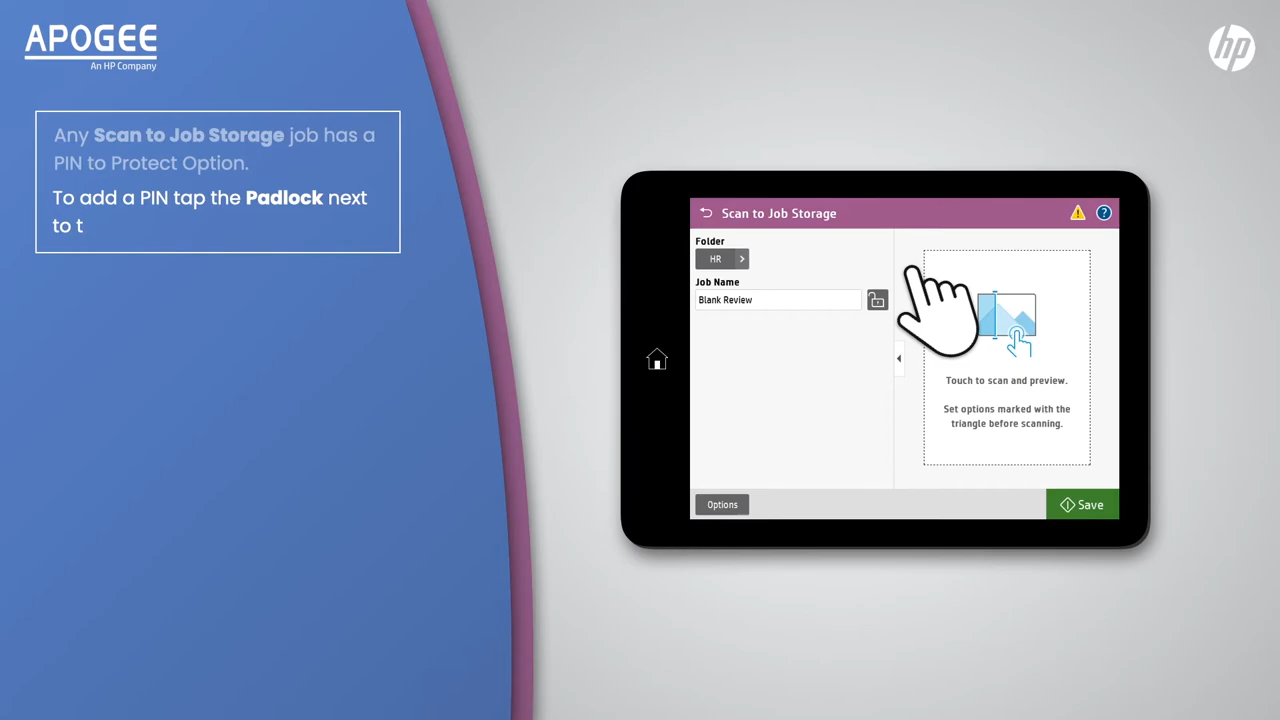 APOGEE
An HP Company
hp
Any Scan to Job Storage job has a
PIN to Protect Option.
To add a PIN tap the Padlock next
to t
Scan to Job Storage
?
Folder
HR
Job Name
Blank Review
Touch to scan and preview.
Set options marked with the
triangle before scanning.
Options
Save